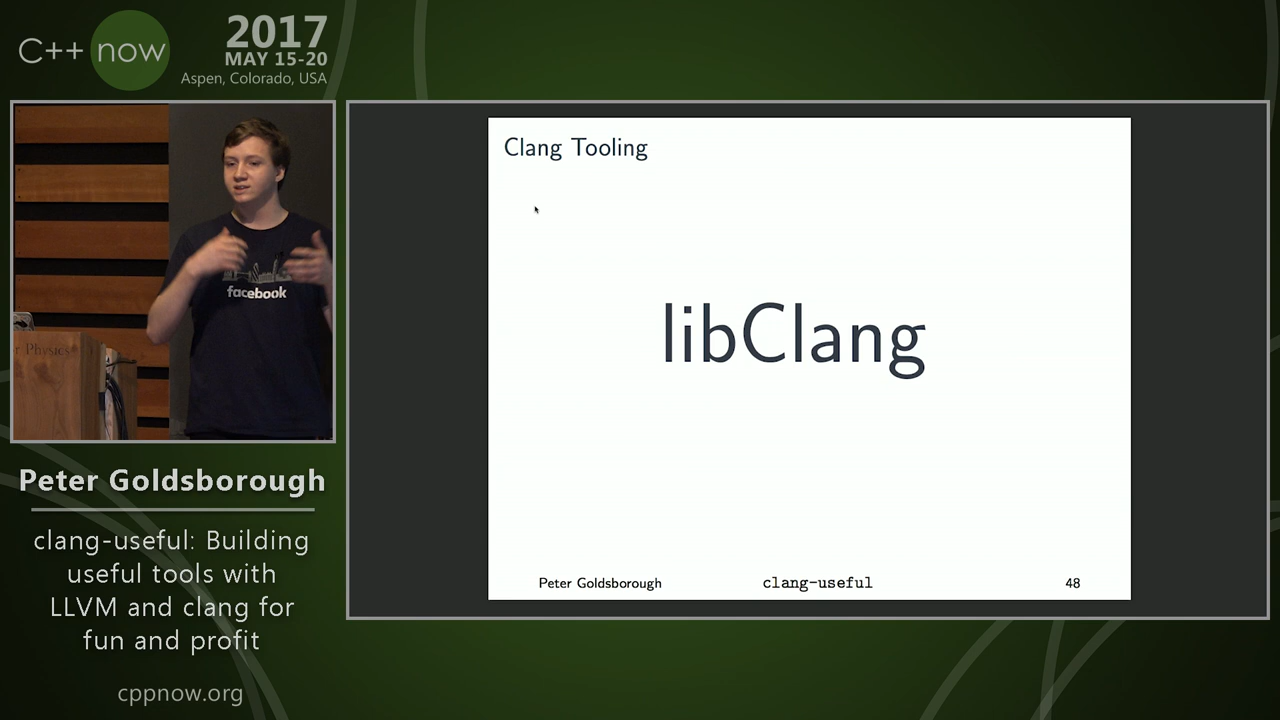 C++ now
2017
MAY 15-20
Aspen, Colorado, USA
r Physics
facebook
Peter Goldsborough
clang-useful: Building
useful tools with
LLVM and clang for
fun and profit
cppnow.org
Clang Tooling
libClang
Peter Goldsborough clang-useful 48